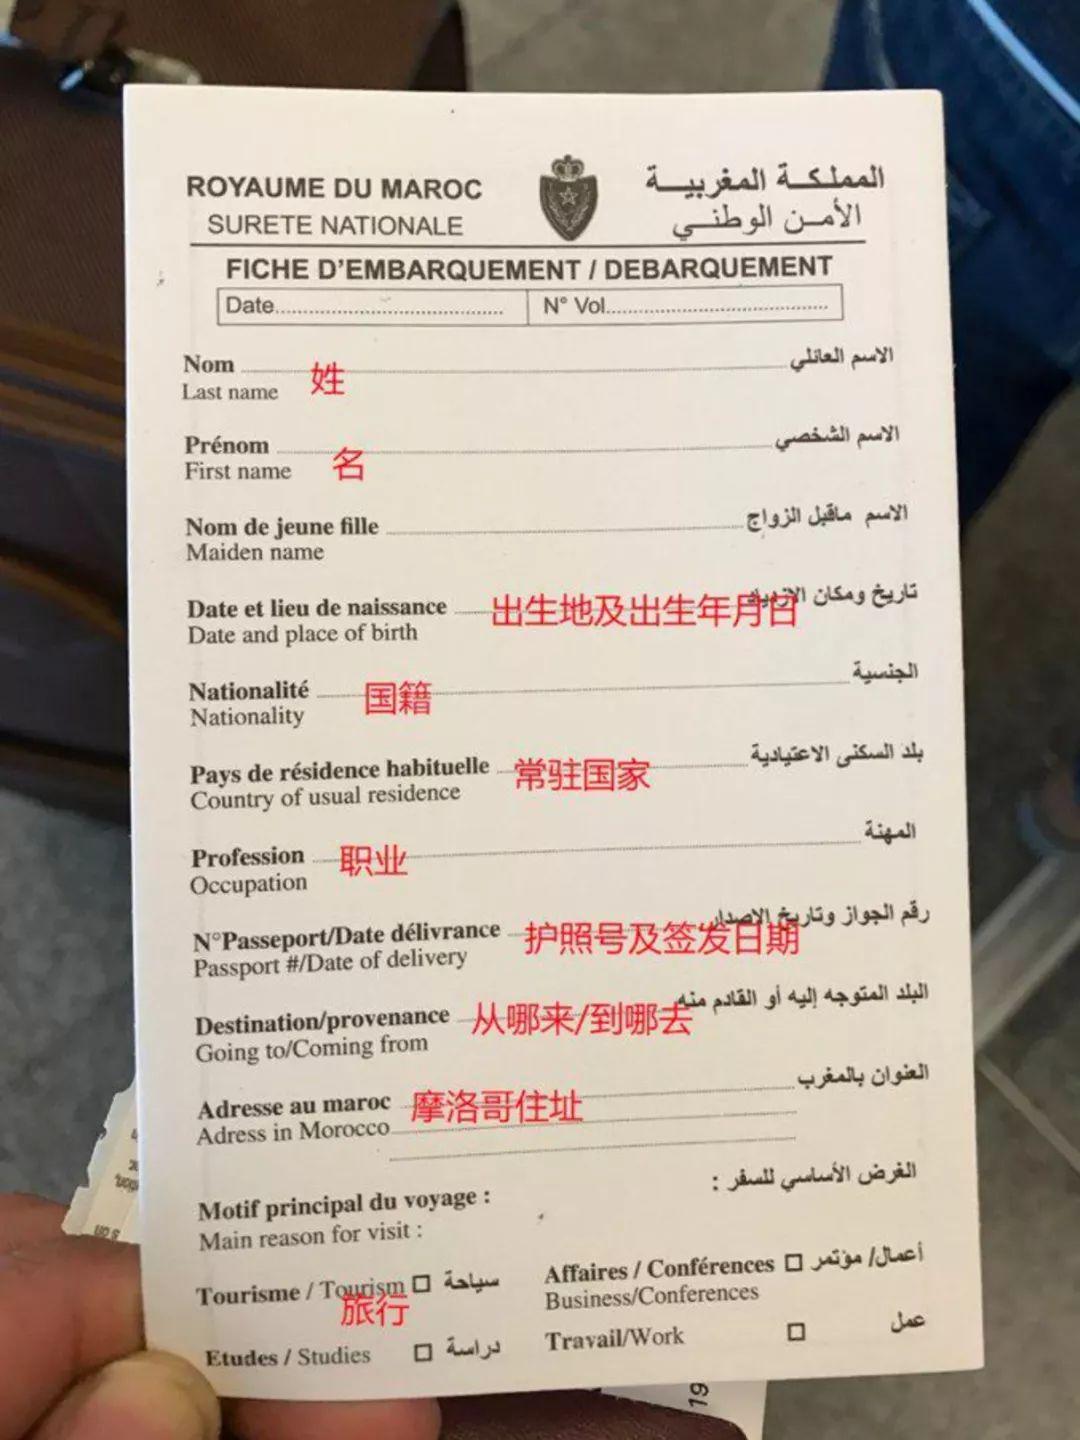 ROYAUME DU MAROC
المملكة المغربية
SURETE NATIONALE
الأمن الوطني
FICHE D'EMBARQUEMENT / DEBARQUEMENT
Date.......... N° Vol..........
Nom الاسم العائلي
Last name 姓
Prénom الاسم الشخصي
First name 名
Nom de jeune fille الاسم ماقبل الزواج
Maiden name
Date et lieu de naissance 出生地及出生年月日 تاريخ ومكان الازدياد
Date and place of birth
Nationalité 国籍 الجنسية
Nationality
Pays de résidence habituelle 常驻国家 بلد السكنى الاعتيادية
Country of usual residence
Profession 职业 المهنة
Occupation
N°Passeport/Date délivrance 护照号及签发日期 رقم الجواز وتاريخ الاصدار
Passport #/Date of delivery
Destination/provenance 从哪来/到哪去 البلد المتوجه إليه أو القادم منه
Going to/Coming from
Adresse au maroc 摩洛哥住址 العنوان بالمغرب
Adress in Morocco
Motif principal du voyage : الغرض الأساسي للسفر :
Main reason for visit :
Tourisme / Tourism سياحة Affaires / Conférences أعمال/ مؤتمر
旅行 Business/Conferences
Etudes / Studies دراسة Travail/Work عمل
19